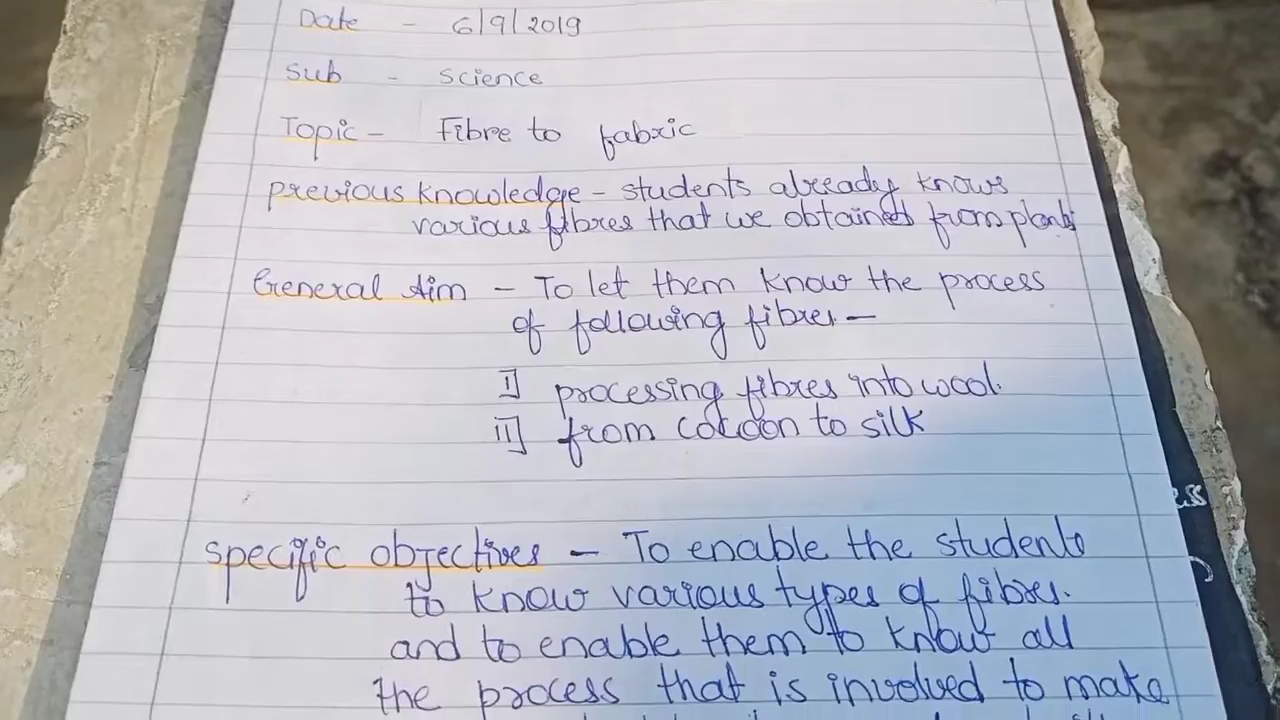 Date - 6/9/2019
Sub - Science
Topic - Fibre to fabric
previous knowledge - students already knows
various fibres that we obtained from plants
General Aim - To let them know the process
of following fibres -
I] processing fibres into wool.
II] from cocoon to silk
specific objectives - To enable the students
to know various types of fibres.
and to enable them to know all
the process that is involved to make